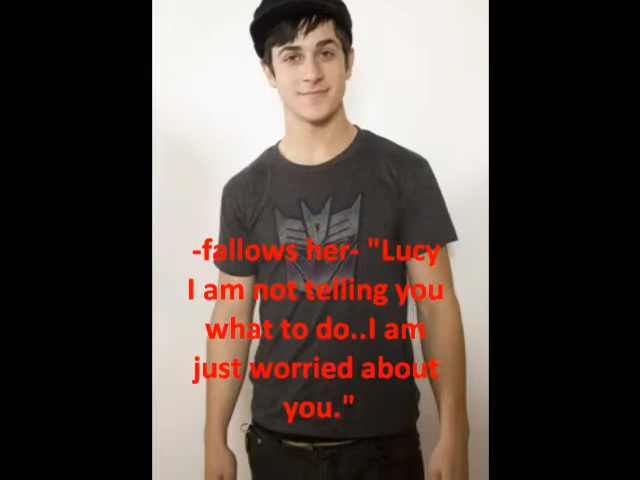 -fallows her- "Lucy
I am not telling you
what to do..I am
just worried about
you."